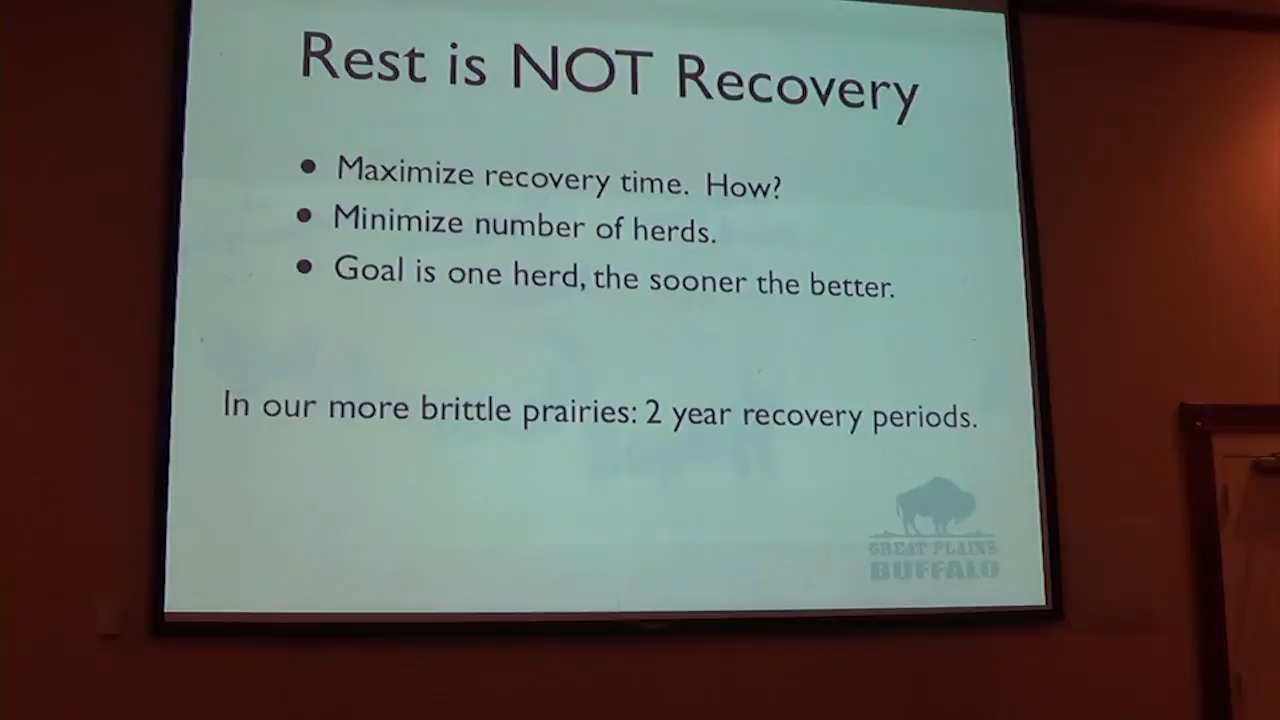 Rest is NOT Recovery
• Maximize recovery time. How?
• Minimize number of herds.
• Goal is one herd, the sooner the better.
In our more brittle prairies: 2 year recovery periods.
GREAT PLAINS
BUFFALO